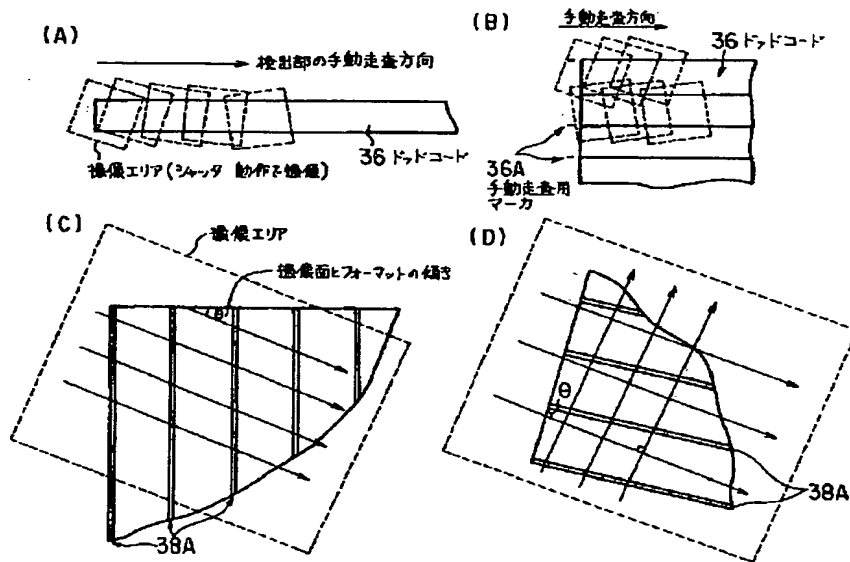 (A)
検出部の手動走査方向
36 ドットコード
撮像エリア(シャッタ動作で撮像)
(B)
手動走査方向
36 ドットコード
36A
手動走査用
マーカ
(C)
撮像エリア
撮像面とフォーマットの傾き
θ
38A
(D)
θ
38A